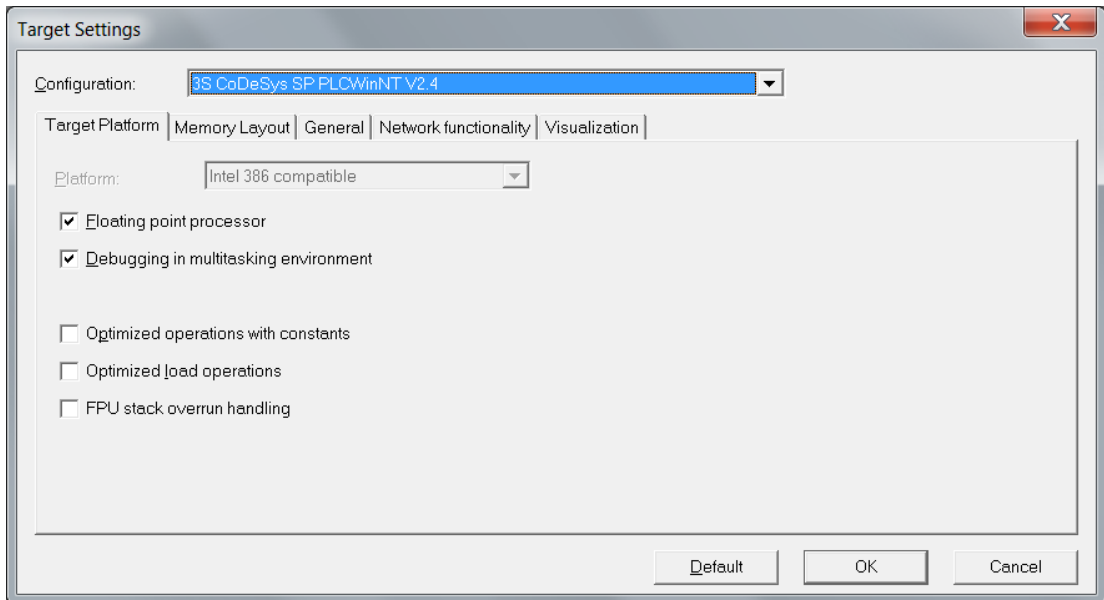 Target Settings
Configuration: 3S CoDeSys SP PLCWinNT V2.4
Target Platform Memory Layout General Network functionality Visualization
Platform: Intel 386 compatible
Floating point processor
Debugging in multitasking environment
Optimized operations with constants
Optimized load operations
FPU stack overrun handling
Default OK Cancel